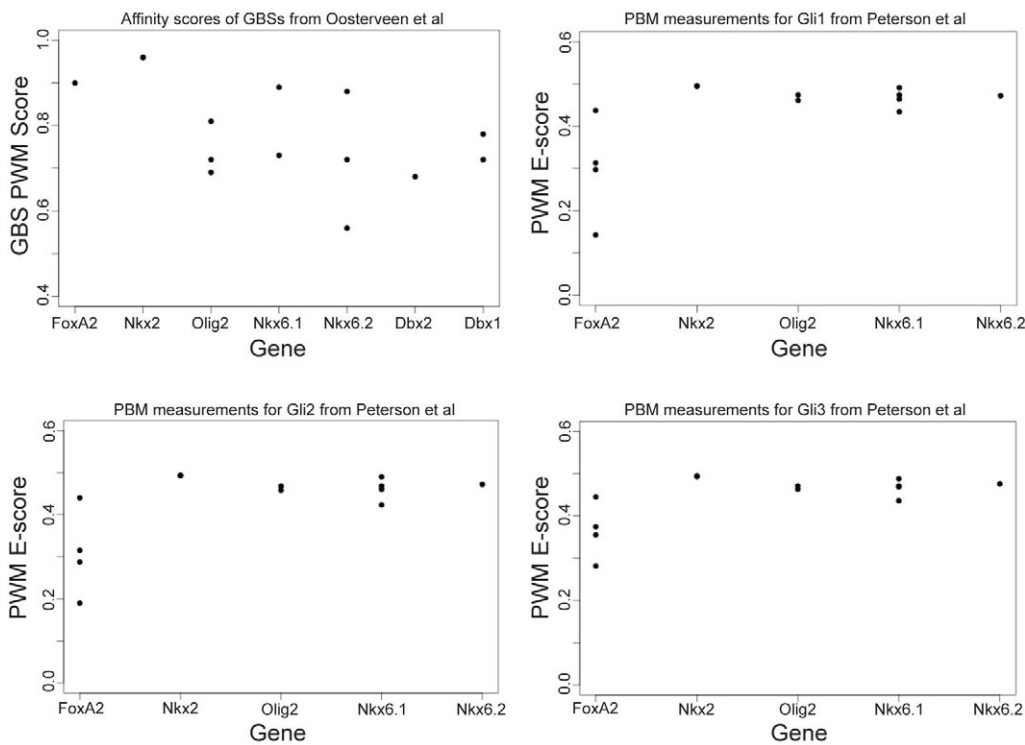 Affinity scores of GBSs from Oosterveen et al
GBS PWM Score
1.0
0.8
0.6
0.4
FoxA2 Nkx2 Olig2 Nkx6.1 Nkx6.2 Dbx2 Dbx1
Gene
PBM measurements for Gli1 from Peterson et al
PWM E-score
0.6
0.4
0.2
0.0
FoxA2 Nkx2 Olig2 Nkx6.1 Nkx6.2
Gene
PBM measurements for Gli2 from Peterson et al
PWM E-score
0.6
0.4
0.2
0.0
FoxA2 Nkx2 Olig2 Nkx6.1 Nkx6.2
Gene
PBM measurements for Gli3 from Peterson et al
PWM E-score
0.6
0.4
0.2
0.0
FoxA2 Nkx2 Olig2 Nkx6.1 Nkx6.2
Gene